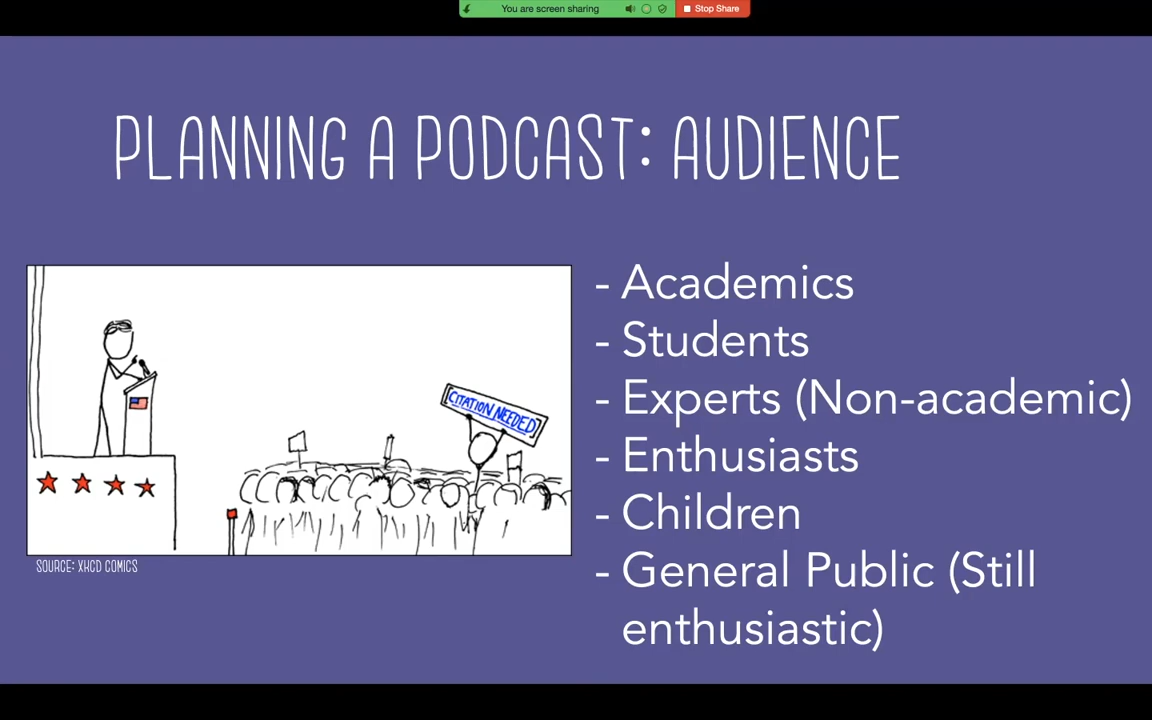 You are screen sharing
Stop Share
PLANNING A PODCAST: AUDIENCE
[CITATION NEEDED]
SOURCE: XKCD COMICS
- Academics
- Students
- Experts (Non-academic)
- Enthusiasts
- Children
- General Public (Still
enthusiastic)